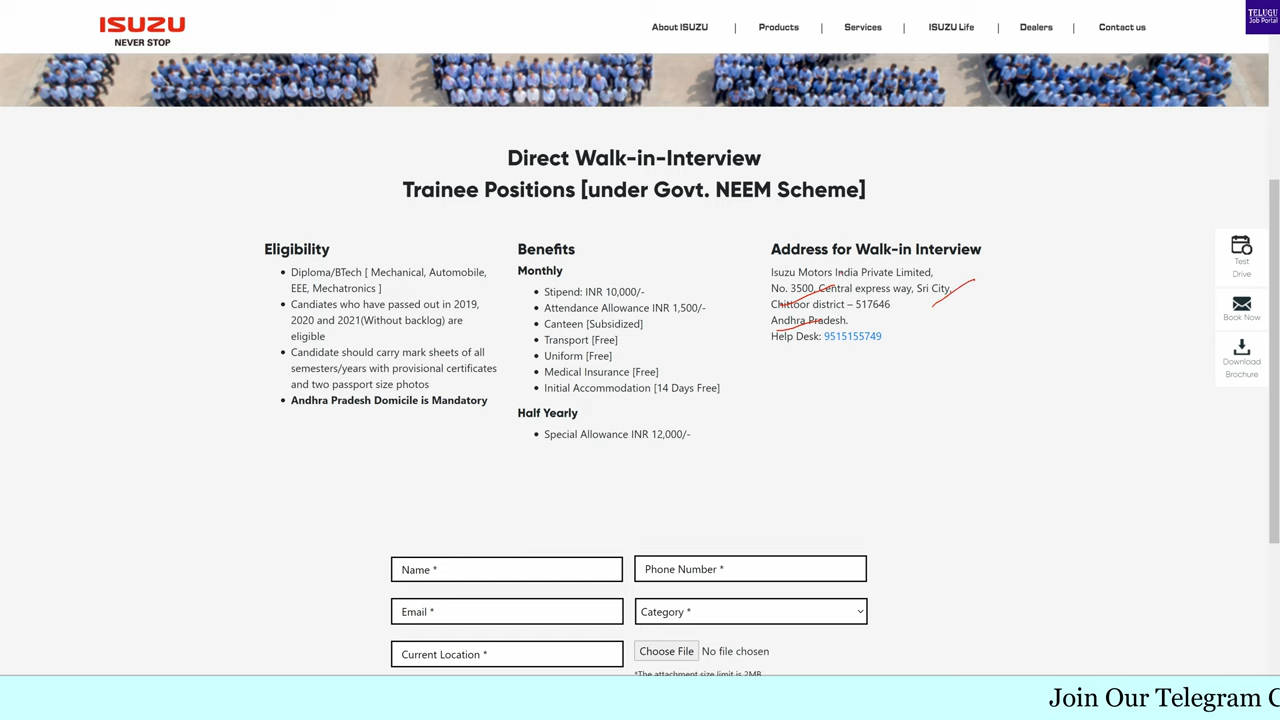 ISUZU
NEVER STOP
About ISUZU | Products | Services | ISUZU Life | Dealers | Contact us
TELUGU
Job Portal
Direct Walk-in-Interview
Trainee Positions [under Govt. NEEM Scheme]
Eligibility
Diploma/BTech [ Mechanical, Automobile,
EEE, Mechatronics ]
Candiates who have passed out in 2019,
2020 and 2021(Without backlog) are
eligible
Candidate should carry mark sheets of all
semesters/years with provisional certificates
and two passport size photos
Andhra Pradesh Domicile is Mandatory
Benefits
Monthly
Stipend: INR 10,000/-
Attendance Allowance INR 1,500/-
Canteen [Subsidized]
Transport [Free]
Uniform [Free]
Medical Insurance [Free]
Initial Accommodation [14 Days Free]
Half Yearly
Special Allowance INR 12,000/-
Address for Walk-in Interview
Isuzu Motors India Private Limited,
No. 3500, Central express way, Sri City,
Chittoor district – 517646
Andhra Pradesh.
Help Desk: 9515155749
Test
Drive
Book Now
Download
Brochure
Name *
Phone Number *
Email *
Category *
Current Location *
Choose File No file chosen
*The attachment size limit is 2MB
Join Our Telegram C